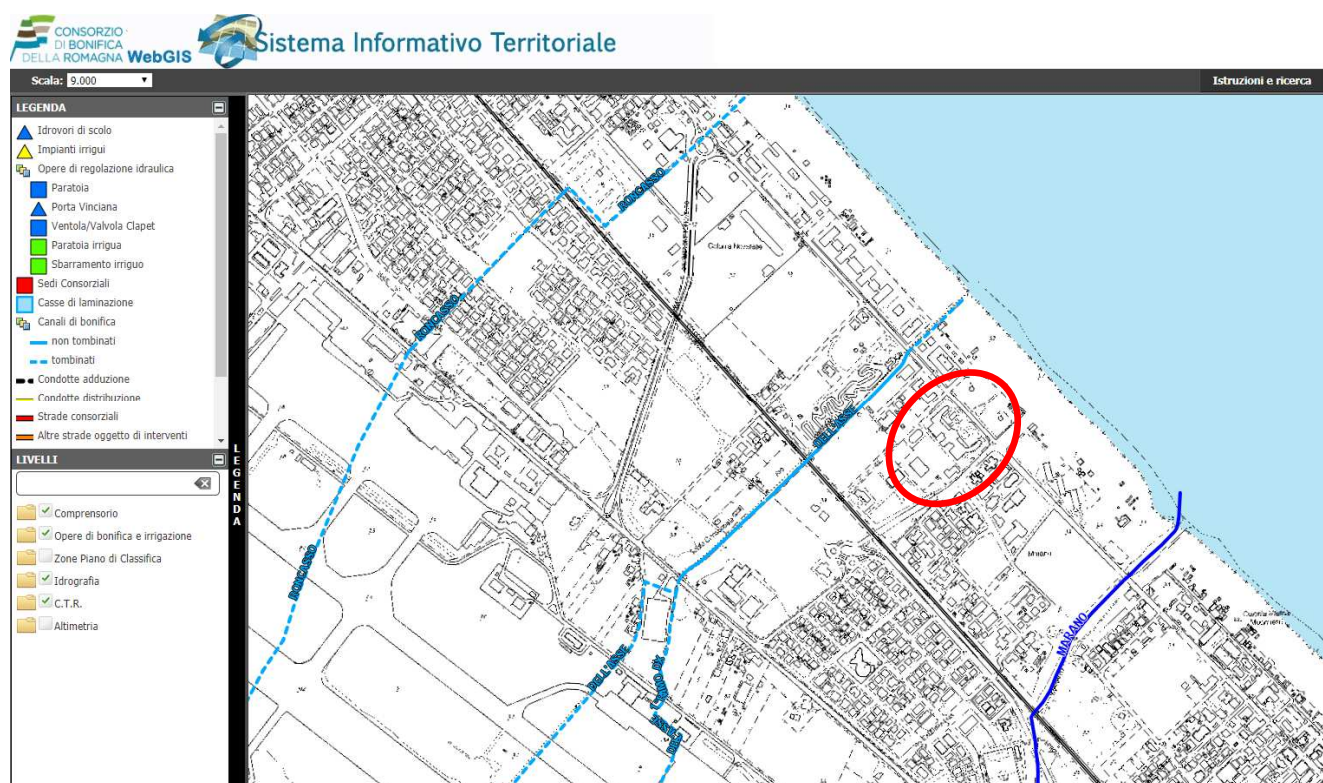 CONSORZIO
DI BONIFICA
DELLA ROMAGNA WebGIS
Sistema Informativo Territoriale
Scala: 9.000
Istruzioni e ricerca
LEGENDA
Idrovori di scolo
Impianti irrigui
Opere di regolazione idraulica
Paratoia
Porta Vinciana
Ventola/Valvola Clapet
Paratoia irrigua
Sbarramento irriguo
Sedi Consorziali
Casse di laminazione
Canali di bonifica
non tombinati
tombinati
Condotte adduzione
Condotte distribuzione
Strade consorziali
Altre strade oggetto di interventi
LIVELLI
Comprensorio
Opere di bonifica e irrigazione
Zone Piano di Classifica
Idrografia
C.T.R.
Altimetria
LEGENDA
RONCASSO
RONCASSO
RONCASSO
DELL'ASSE
MARANO